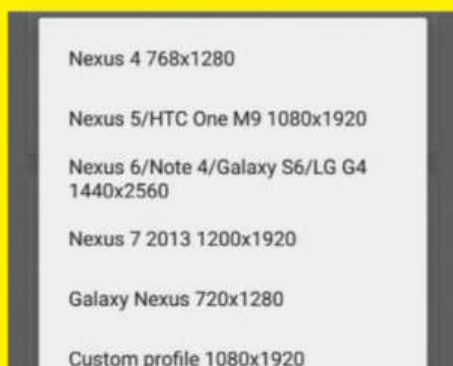 Nexus 4 768x1280
Nexus 5/HTC One M9 1080x1920
Nexus 6/Note 4/Galaxy S6/LG G4
1440x2560
Nexus 7 2013 1200x1920
Galaxy Nexus 720x1280
Custom profile 1080x1920